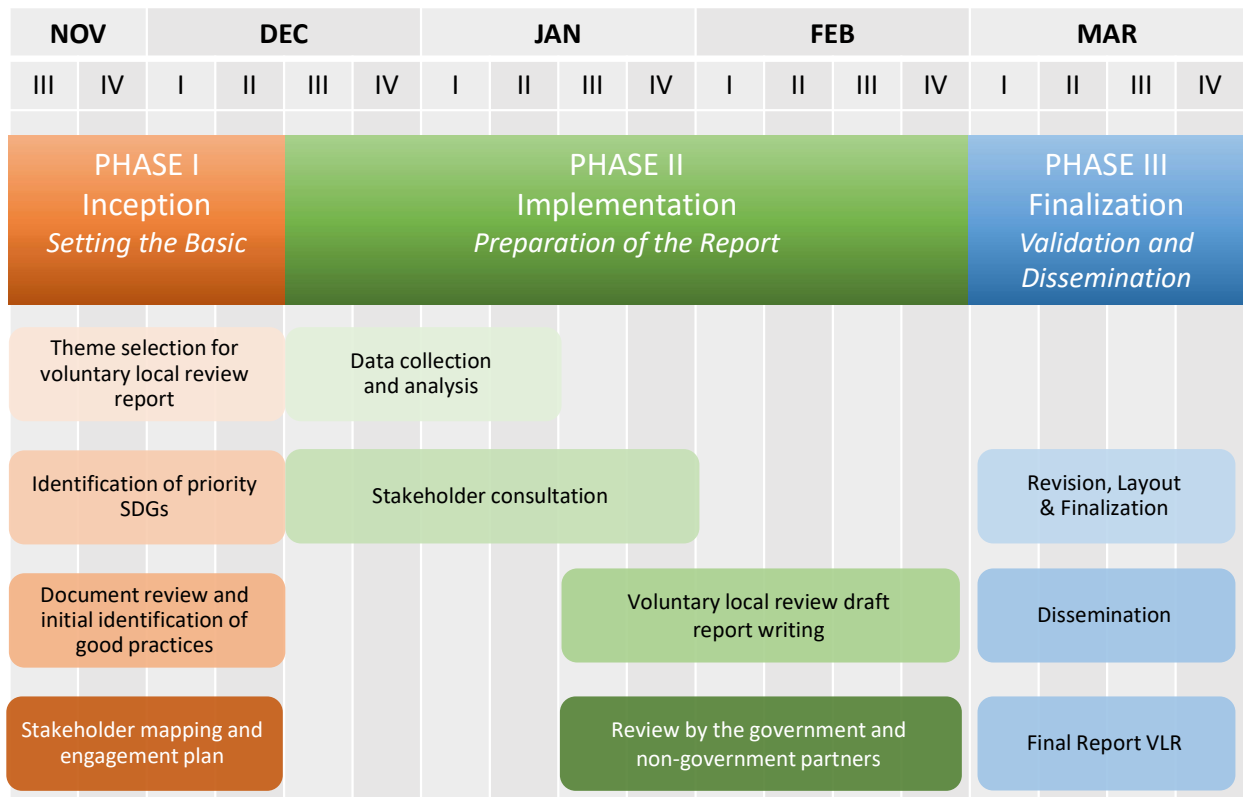 NOV DEC JAN FEB MAR
III IV I II III IV I II III IV I II III IV I II III IV
PHASE I
Inception
Setting the Basic
PHASE II
Implementation
Preparation of the Report
PHASE III
Finalization
Validation and
Dissemination
Theme selection for
voluntary local review
report
Data collection
and analysis
Identification of priority
SDGs
Stakeholder consultation
Revision, Layout
& Finalization
Document review and
initial identification of
good practices
Voluntary local review draft
report writing
Dissemination
Stakeholder mapping and
engagement plan
Review by the government and
non-government partners
Final Report VLR